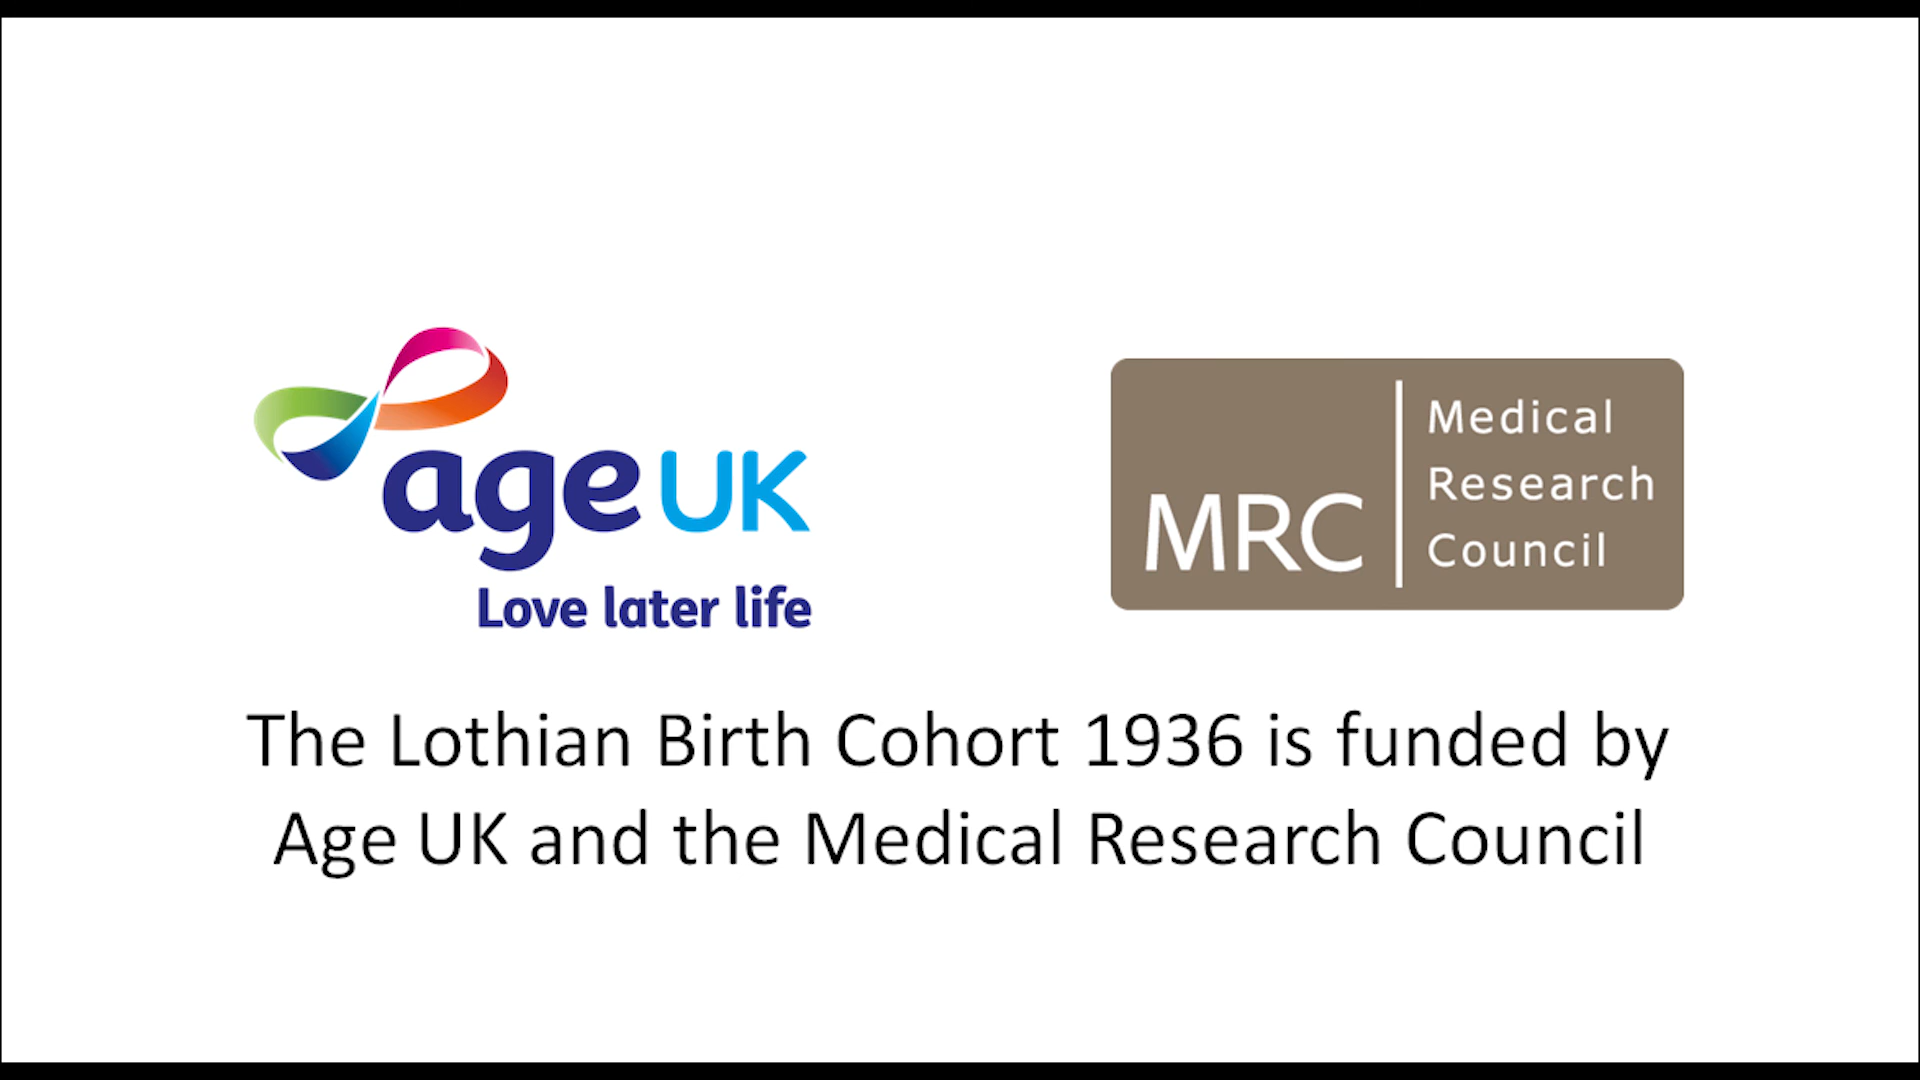 age UK
Love later life
MRC
Medical
Research
Council
The Lothian Birth Cohort 1936 is funded by
Age UK and the Medical Research Council